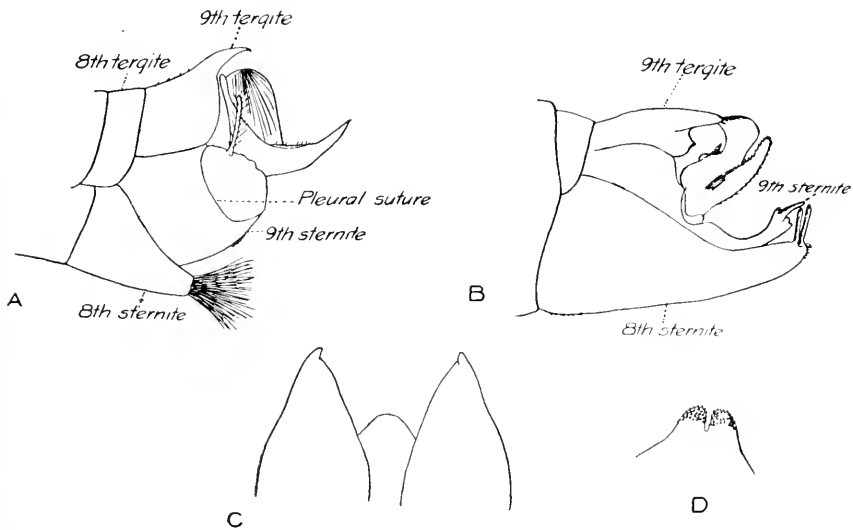 9th tergite
8th tergite
Pleural suture
9th sternite
8th sternite
A
9th tergite
9th sternite
8th sternite
B
C
D